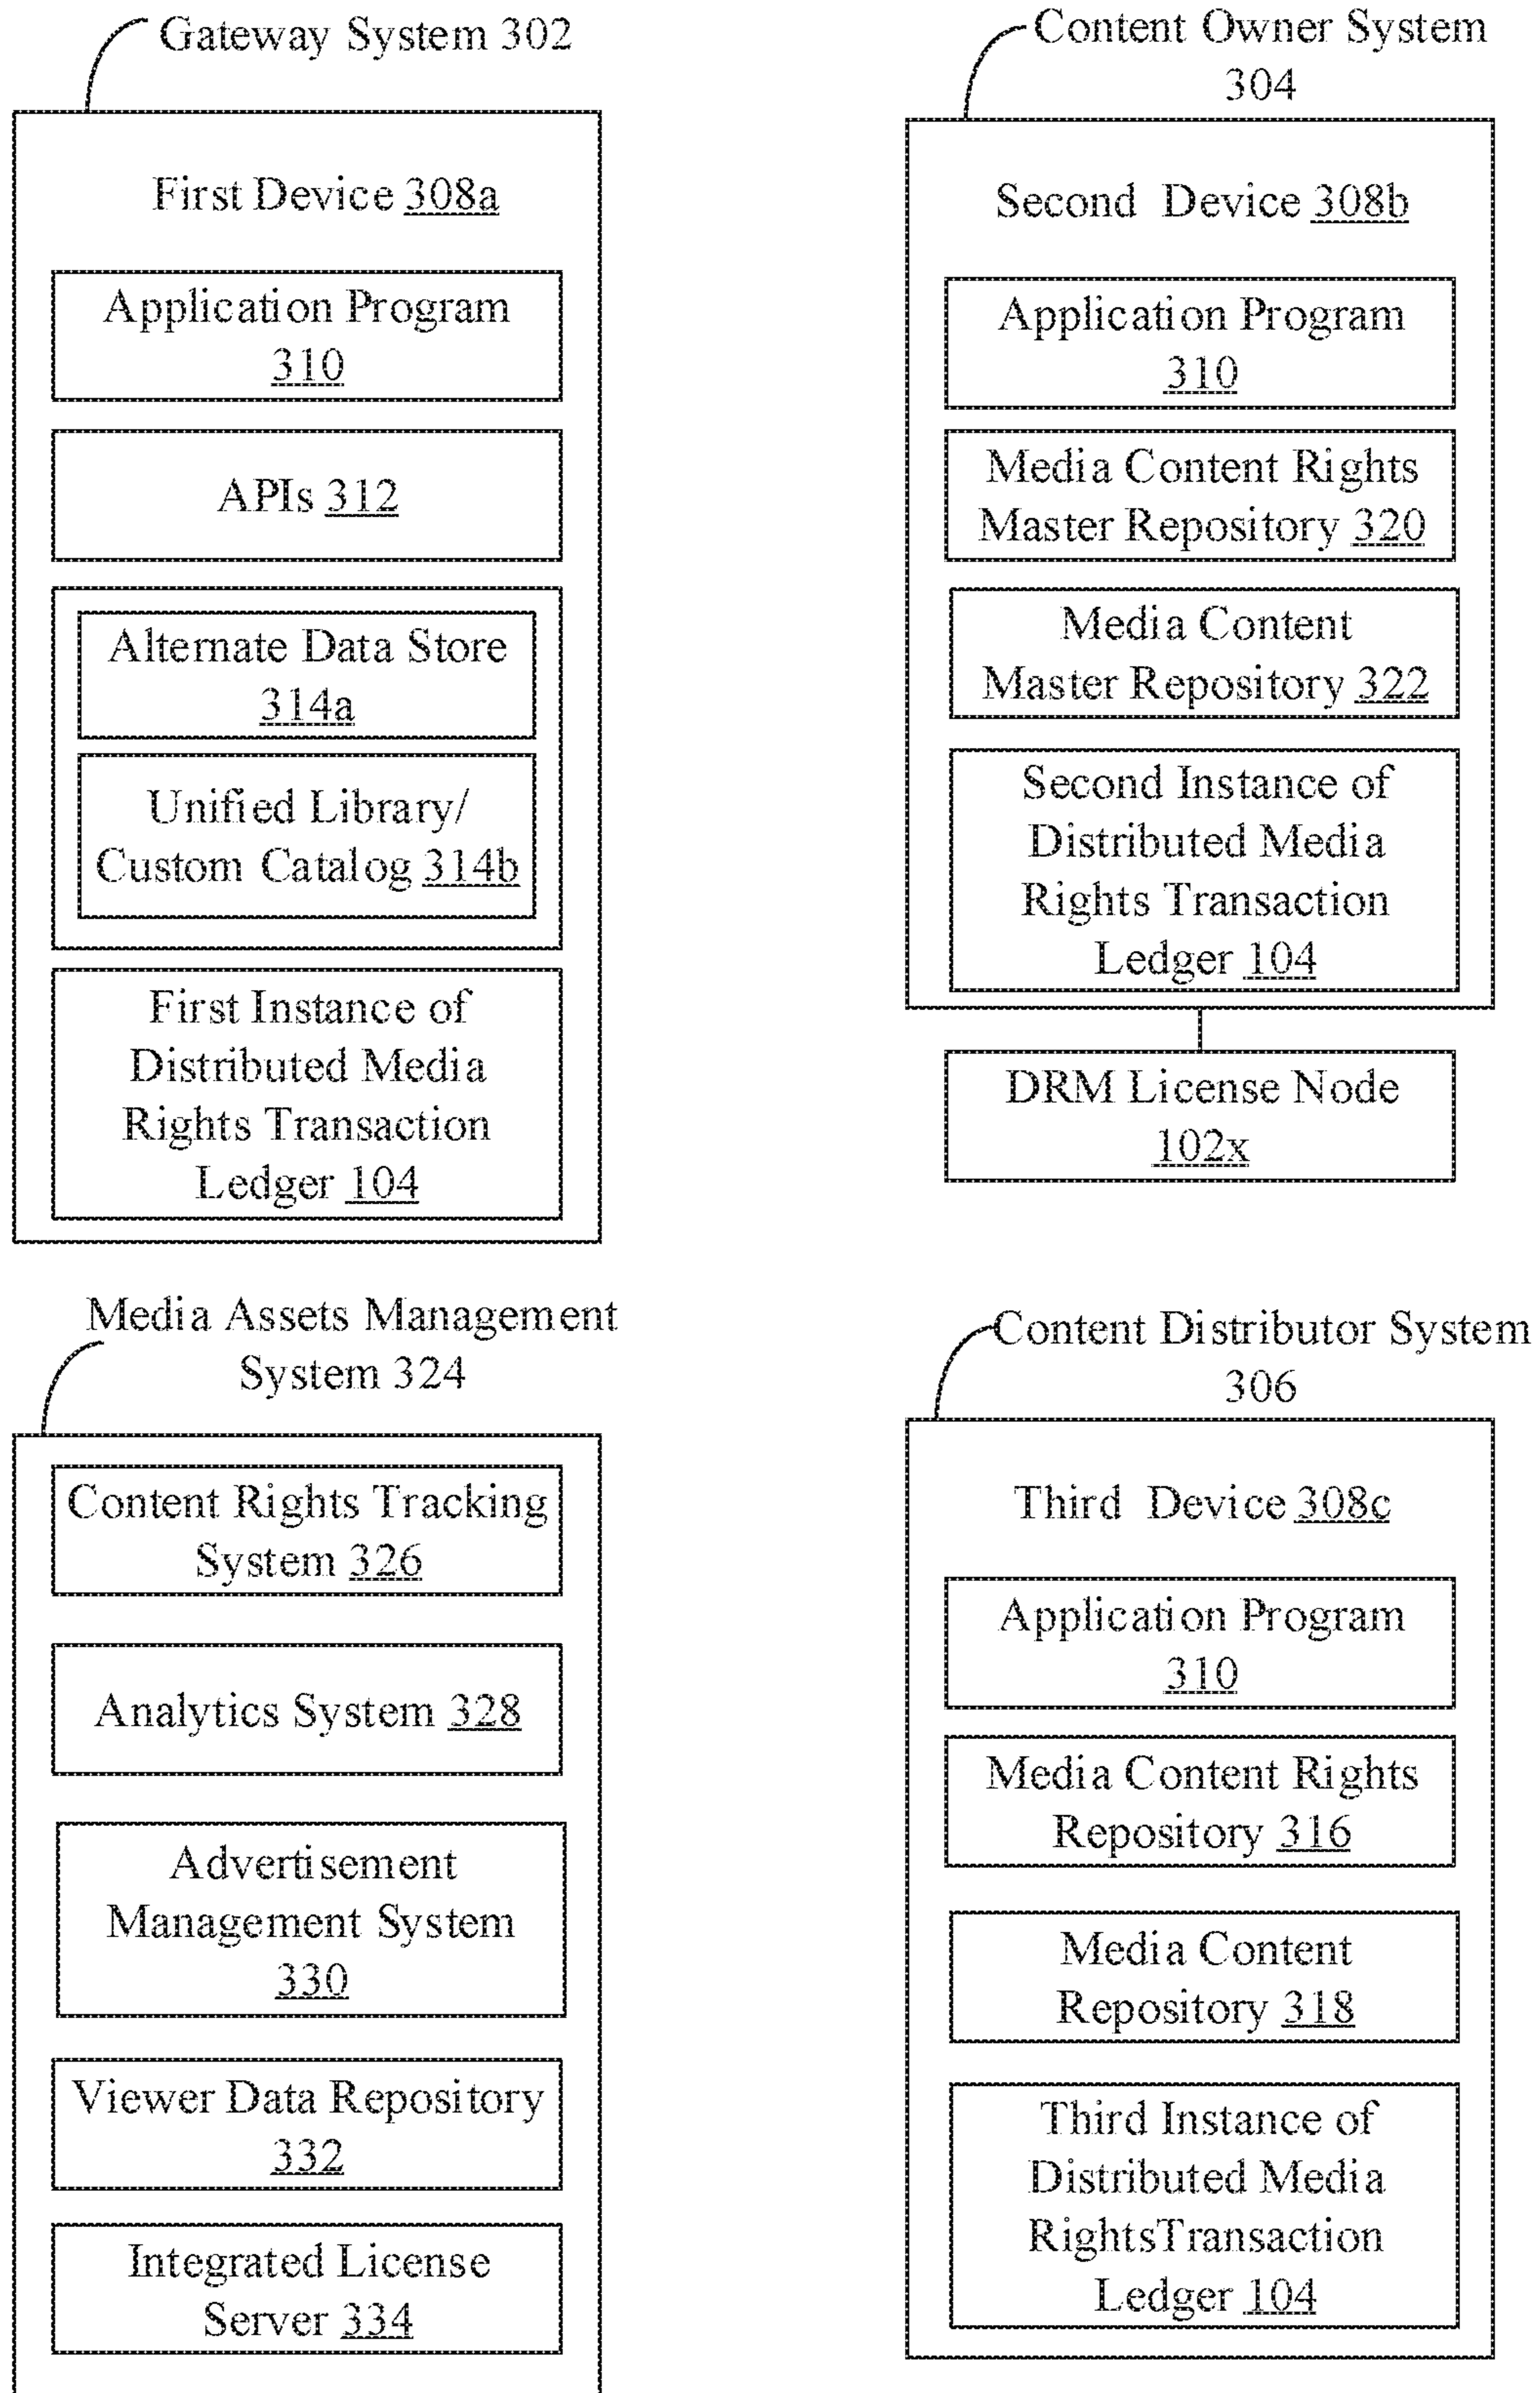 Gateway System 302
First Device 308a
Application Program
310
APIs 312
Alternate Data Store
314a
Unified Library/
Custom Catalog 314b
First Instance of
Distributed Media
Rights Transaction
Ledger 104
Content Owner System
304
Second Device 308b
Application Program
310
Media Content Rights
Master Repository 320
Media Content
Master Repository 322
Second Instance of
Distributed Media
Rights Transaction
Ledger 104
DRM License Node
102x
Media Assets Management
System 324
Content Rights Tracking
System 326
Analytics System 328
Advertisement
Management System
330
Viewer Data Repository
332
Integrated License
Server 334
Content Distributor System
306
Third Device 308c
Application Program
310
Media Content Rights
Repository 316
Media Content
Repository 318
Third Instance of
Distributed Media
RightsTransaction
Ledger 104